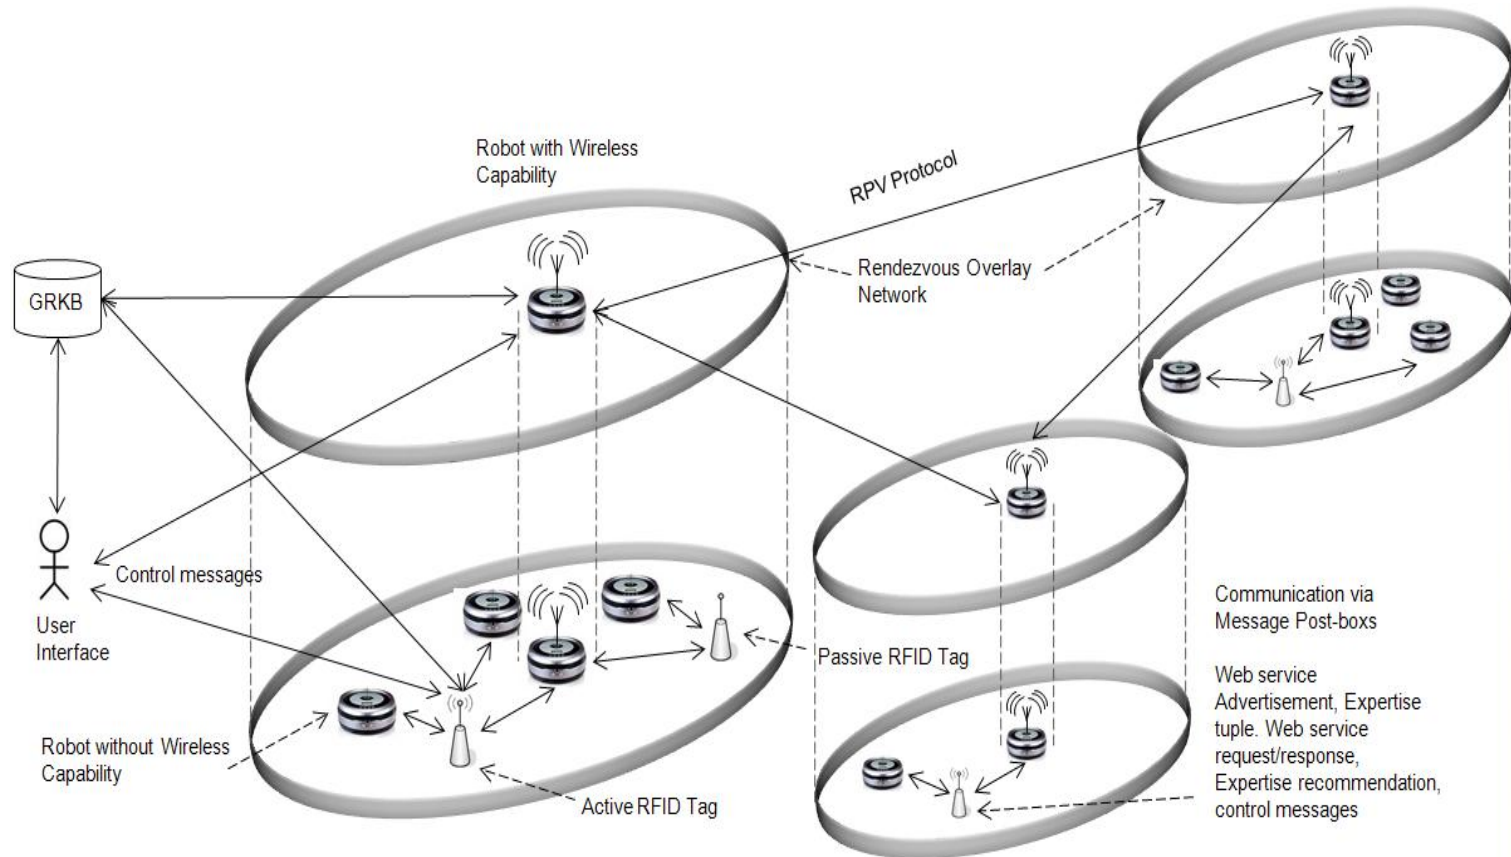 Robot with Wireless
Capability
RPV Protocol
GRKB
Rendezvous Overlay
Network
Control messages
User
Interface
Communication via
Message Post-boxs
Passive RFID Tag
Web service
Advertisement, Expertise
tuple. Web service
request/response,
Expertise recommendation,
control messages
Robot without Wireless
Capability
Active RFID Tag